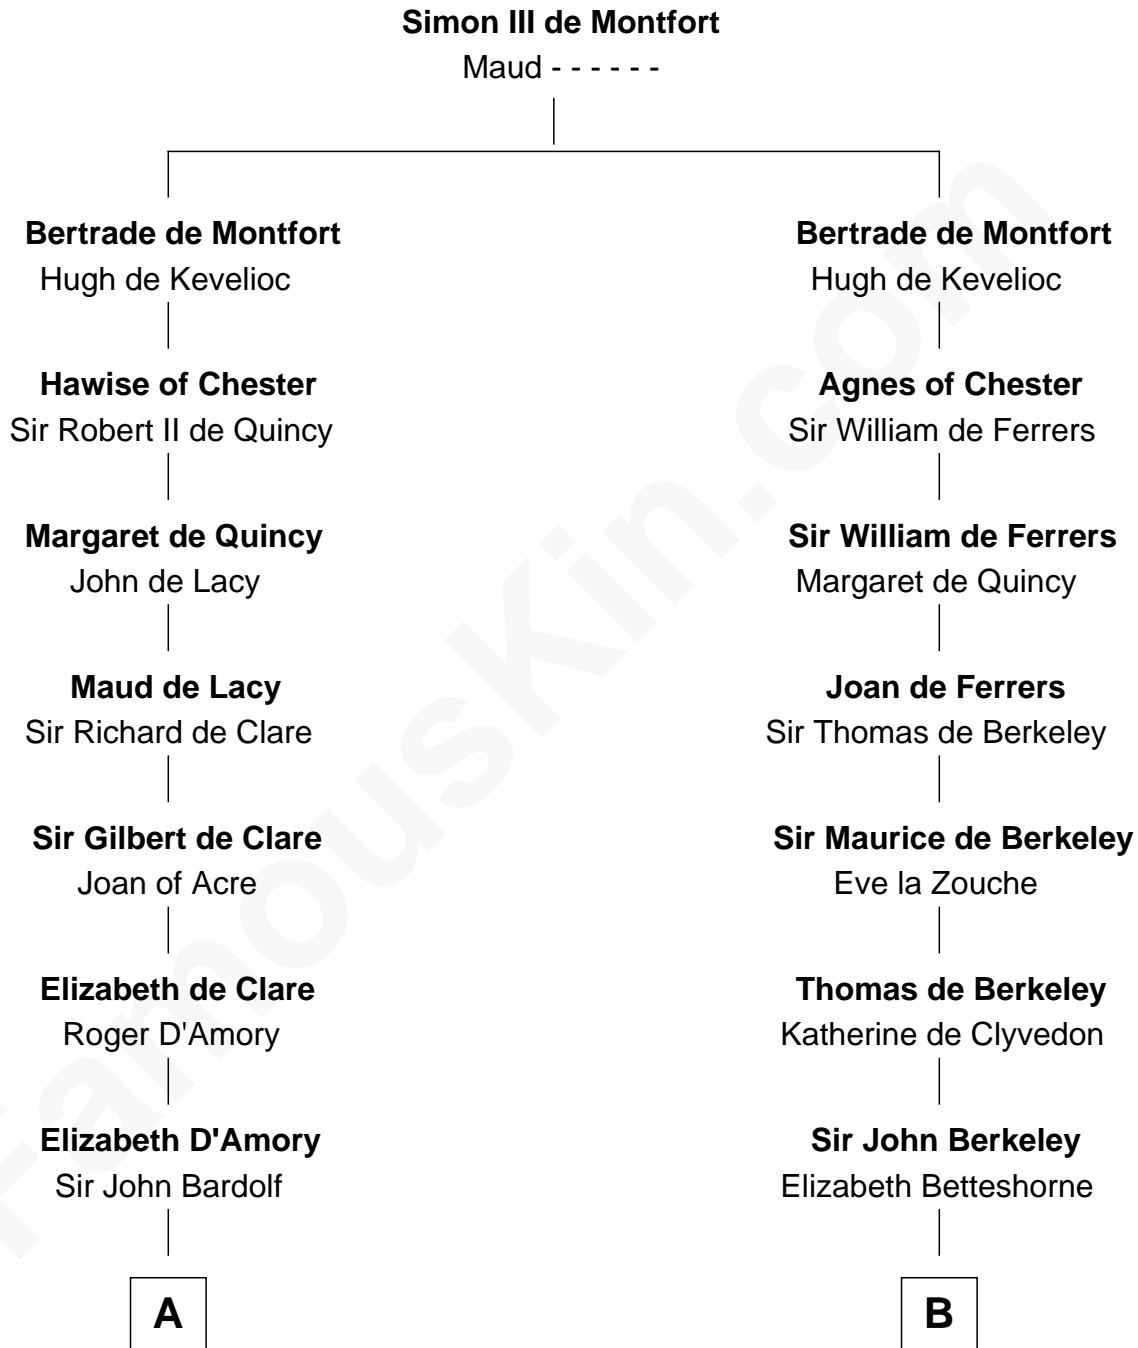 Simon III de Montfort
Maud - - - - - -
Bertrade de Montfort
Hugh de Kevelioc
Hawise of Chester
Sir Robert II de Quincy
Margaret de Quincy
John de Lacy
Maud de Lacy
Sir Richard de Clare
Sir Gilbert de Clare
Joan of Acre
Elizabeth de Clare
Roger D'Amory
Elizabeth D'Amory
Sir John Bardolf
A
Bertrade de Montfort
Hugh de Kevelioc
Agnes of Chester
Sir William de Ferrers
Sir William de Ferrers
Margaret de Quincy
Joan de Ferrers
Sir Thomas de Berkeley
Sir Maurice de Berkeley
Eve la Zouche
Thomas de Berkeley
Katherine de Clyvedon
Sir John Berkeley
Elizabeth Betteshorne
B
FamousKin.com